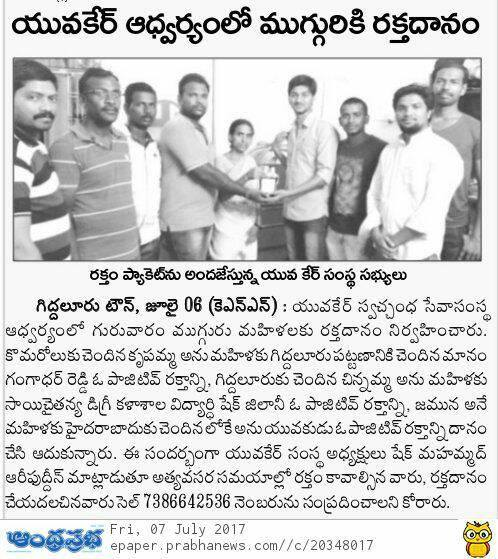 యువకేర్ ఆధ్వర్యంలో ముగ్గురికి రక్తదానం
రక్తం ప్యాకెట్‌ను అందజేస్తున్న యువ కేర్ సంస్థ సభ్యులు
గిద్దలూరు టౌన్, జూలై 06 (కెఎన్ఎన్) : యువకేర్ స్వచ్ఛంధ సేవాసంస్థ
ఆధ్వర్యంలో గురువారం ముగ్గురు మహిళలకు రక్తదానం నిర్వహించారు.
కొమరోలుకు చెందిన కృపమ్మ అను మహిళకు గిద్దలూరు పట్టణానికి చెందిన మానం
గంగాధర్ రెడ్డి ఓ పాజిటివ్ రక్తాన్ని, గిద్దలూరుకు చెందిన చిన్నమ్మ అను మహిళకు
సాయిచైతన్య డిగ్రీ కళాశాల విద్యార్ధి షేక్ జిలానీ ఓ పాజిటివ్ రక్తాన్ని, జమున అనే
మహిళకు హైదరాబాదుకు చెందిన లోకేః అను యువకుడు ఓ పాజిటివ్ రక్తాన్ని దానం
చేసి ఆదుకున్నారు. ఈ సందర్భంగా యువకేర్ సంస్థ అధ్యక్షులు షేక్ మహమ్మద్
ఆరీపుద్దీన్ మాట్లాడుతూ అత్యవసర సమయాల్లో రక్తం కావాల్సిన వారు, రక్తదానం
చేయదలచినవారు సెల్ 7386642536 నెంబరును సంప్రదించాలని కోరారు.
ఆంధ్రప్రభ
Fri, 07 July 2017
epaper.prabhanews.com//c/20348017